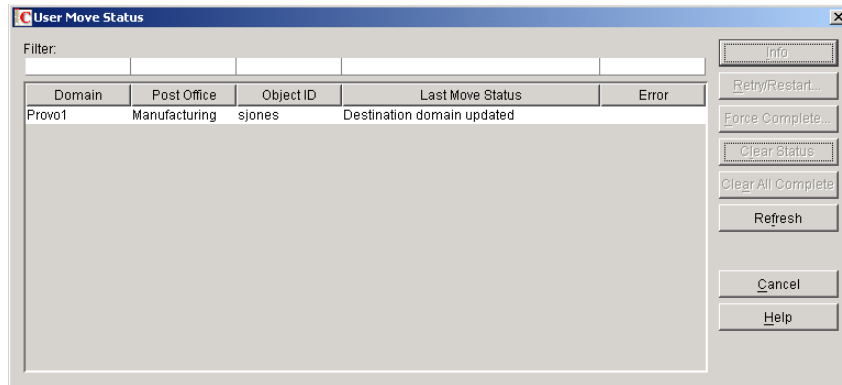 User Move Status
Filter:
Info
Retry/Restart...
Force Complete...
Clear Status
Clear All Complete
Refresh
Cancel
Help
Domain Post Office Object ID Last Move Status Error
Provo1 Manufacturing sjones Destination domain updated